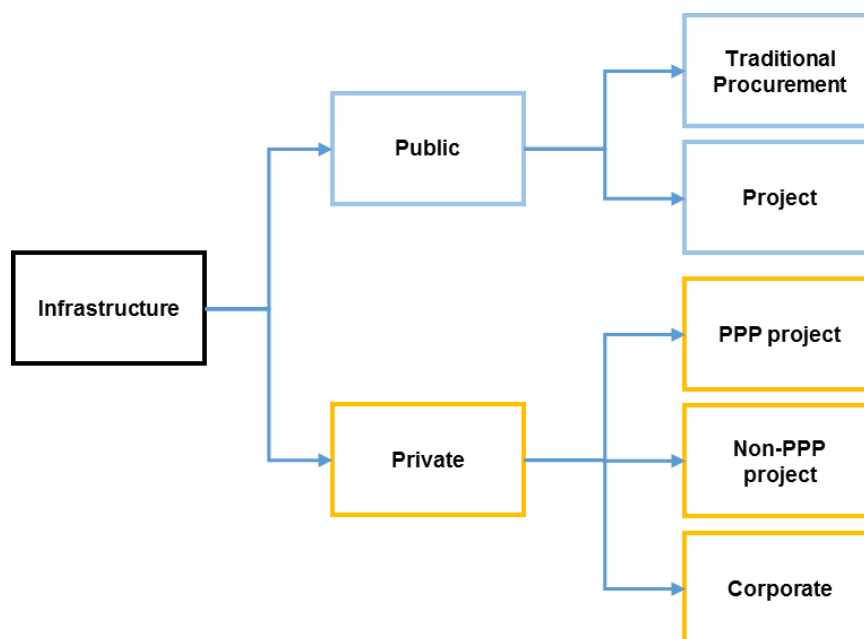 Traditional
Procurement
Public
Project
Infrastructure
PPP project
Private
Non-PPP
project
Corporate